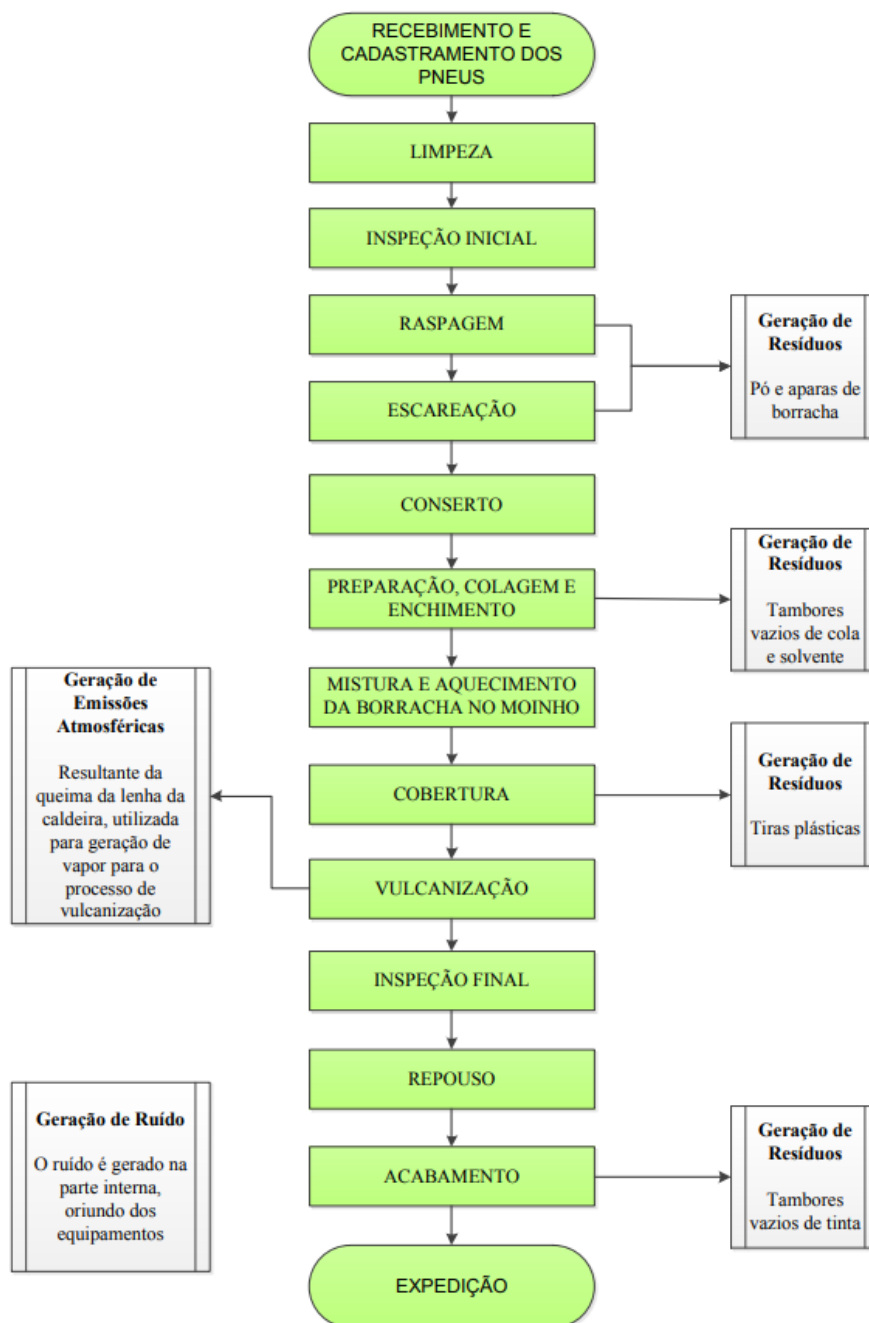 RECEBIMENTO E
CADASTRAMENTO DOS
PNEUS
LIMPEZA
INSPEÇÃO INICIAL
RASPAGEM
ESCAREAÇÃO
Geração de
Resíduos
Pó e aparas de
borracha
CONSERTO
PREPARAÇÃO, COLAGEM E
ENCHIMENTO
Geração de
Resíduos
Tambores
vazios de cola
e solvente
MISTURA E AQUECIMENTO
DA BORRACHA NO MOINHO
COBERTURA
Geração de
Resíduos
Tiras plásticas
VULCANIZAÇÃO
Geração de
Emissões
Atmosféricas
Resultante da
queima da lenha da
caldeira, utilizada
para geração de
vapor para o
processo de
vulcanização
INSPEÇÃO FINAL
REPOUSO
ACABAMENTO
Geração de
Resíduos
Tambores
vazios de tinta
Geração de Ruído
O ruído é gerado na
parte interna,
oriundo dos
equipamentos
EXPEDIÇÃO